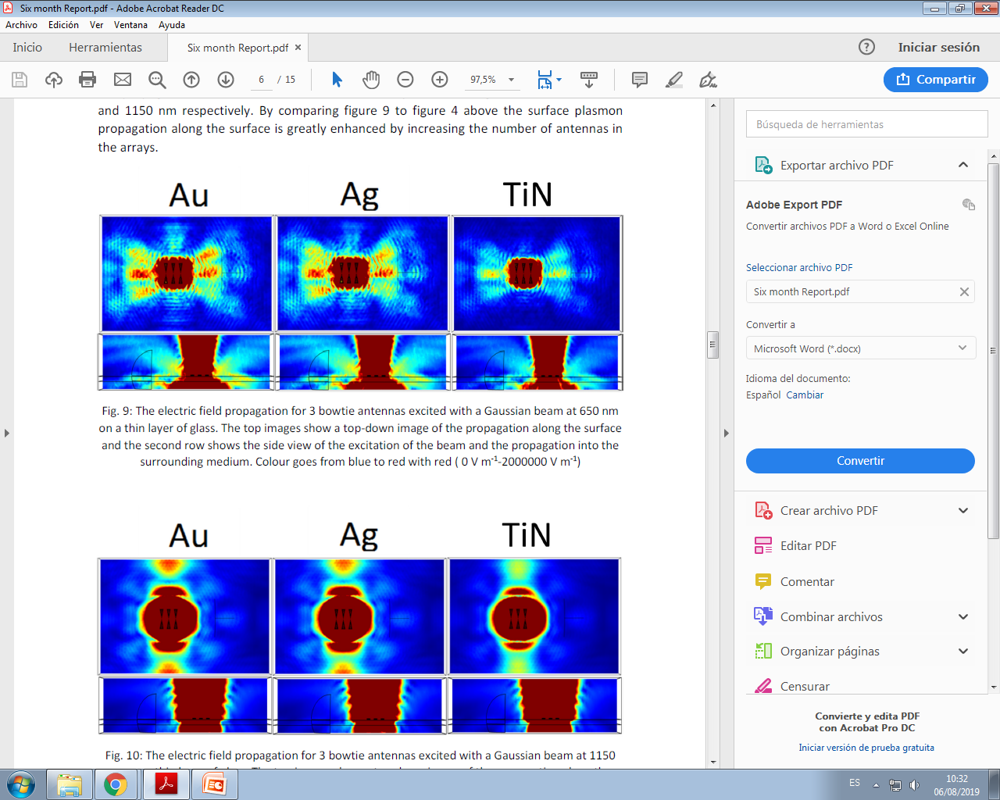 Six month Report.pdf - Adobe Acrobat Reader DC
Archivo Edición Ver Ventana Ayuda
Inicio Herramientas Six month Report.pdf × Iniciar sesión
6 / 15 97,5% Compartir
and 1150 nm respectively. By comparing figure 9 to figure 4 above the surface plasmon
propagation along the surface is greatly enhanced by increasing the number of antennas in
the arrays.
Au Ag TiN
Fig. 9: The electric field propagation for 3 bowtie antennas excited with a Gaussian beam at 650 nm
on a thin layer of glass. The top images show a top-down image of the propagation along the surface
and the second row shows the side view of the excitation of the beam and the propagation into the
surrounding medium. Colour goes from blue to red with red ( 0 V m⁻¹-2000000 V m⁻¹)
Au Ag TiN
Fig. 10: The electric field propagation for 3 bowtie antennas excited with a Gaussian beam at 1150
Búsqueda de herramientas
Exportar archivo PDF
Adobe Export PDF
Convertir archivos PDF a Word o Excel Online
Seleccionar archivo PDF
Six month Report.pdf
Convertir a
Microsoft Word (*.docx)
Idioma del documento:
Español Cambiar
Convertir
Crear archivo PDF
Editar PDF
Comentar
Combinar archivos
Organizar páginas
Censurar
Convierte y edita PDF
con Acrobat Pro DC
Iniciar versión de prueba gratuita
ES 10:32
06/08/2019